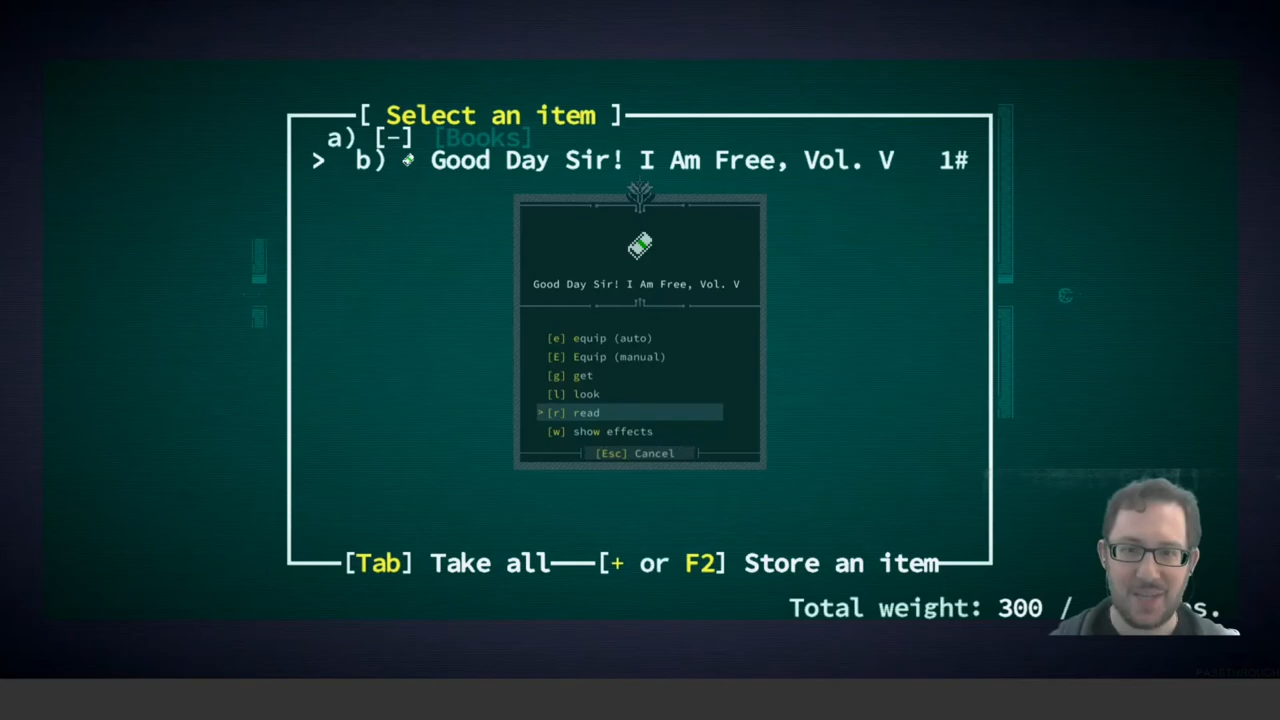 [ Select an item ]
a) [-] [Books]
> b) Good Day Sir! I Am Free, Vol. V 1#
Good Day Sir! I Am Free, Vol. V
[e] equip (auto)
[E] Equip (manual)
[g] get
[l] look
>[r] read
[w] show effects
[Esc] Cancel
[Tab] Take all [+ or F2] Store an item
Total weight: 300 /